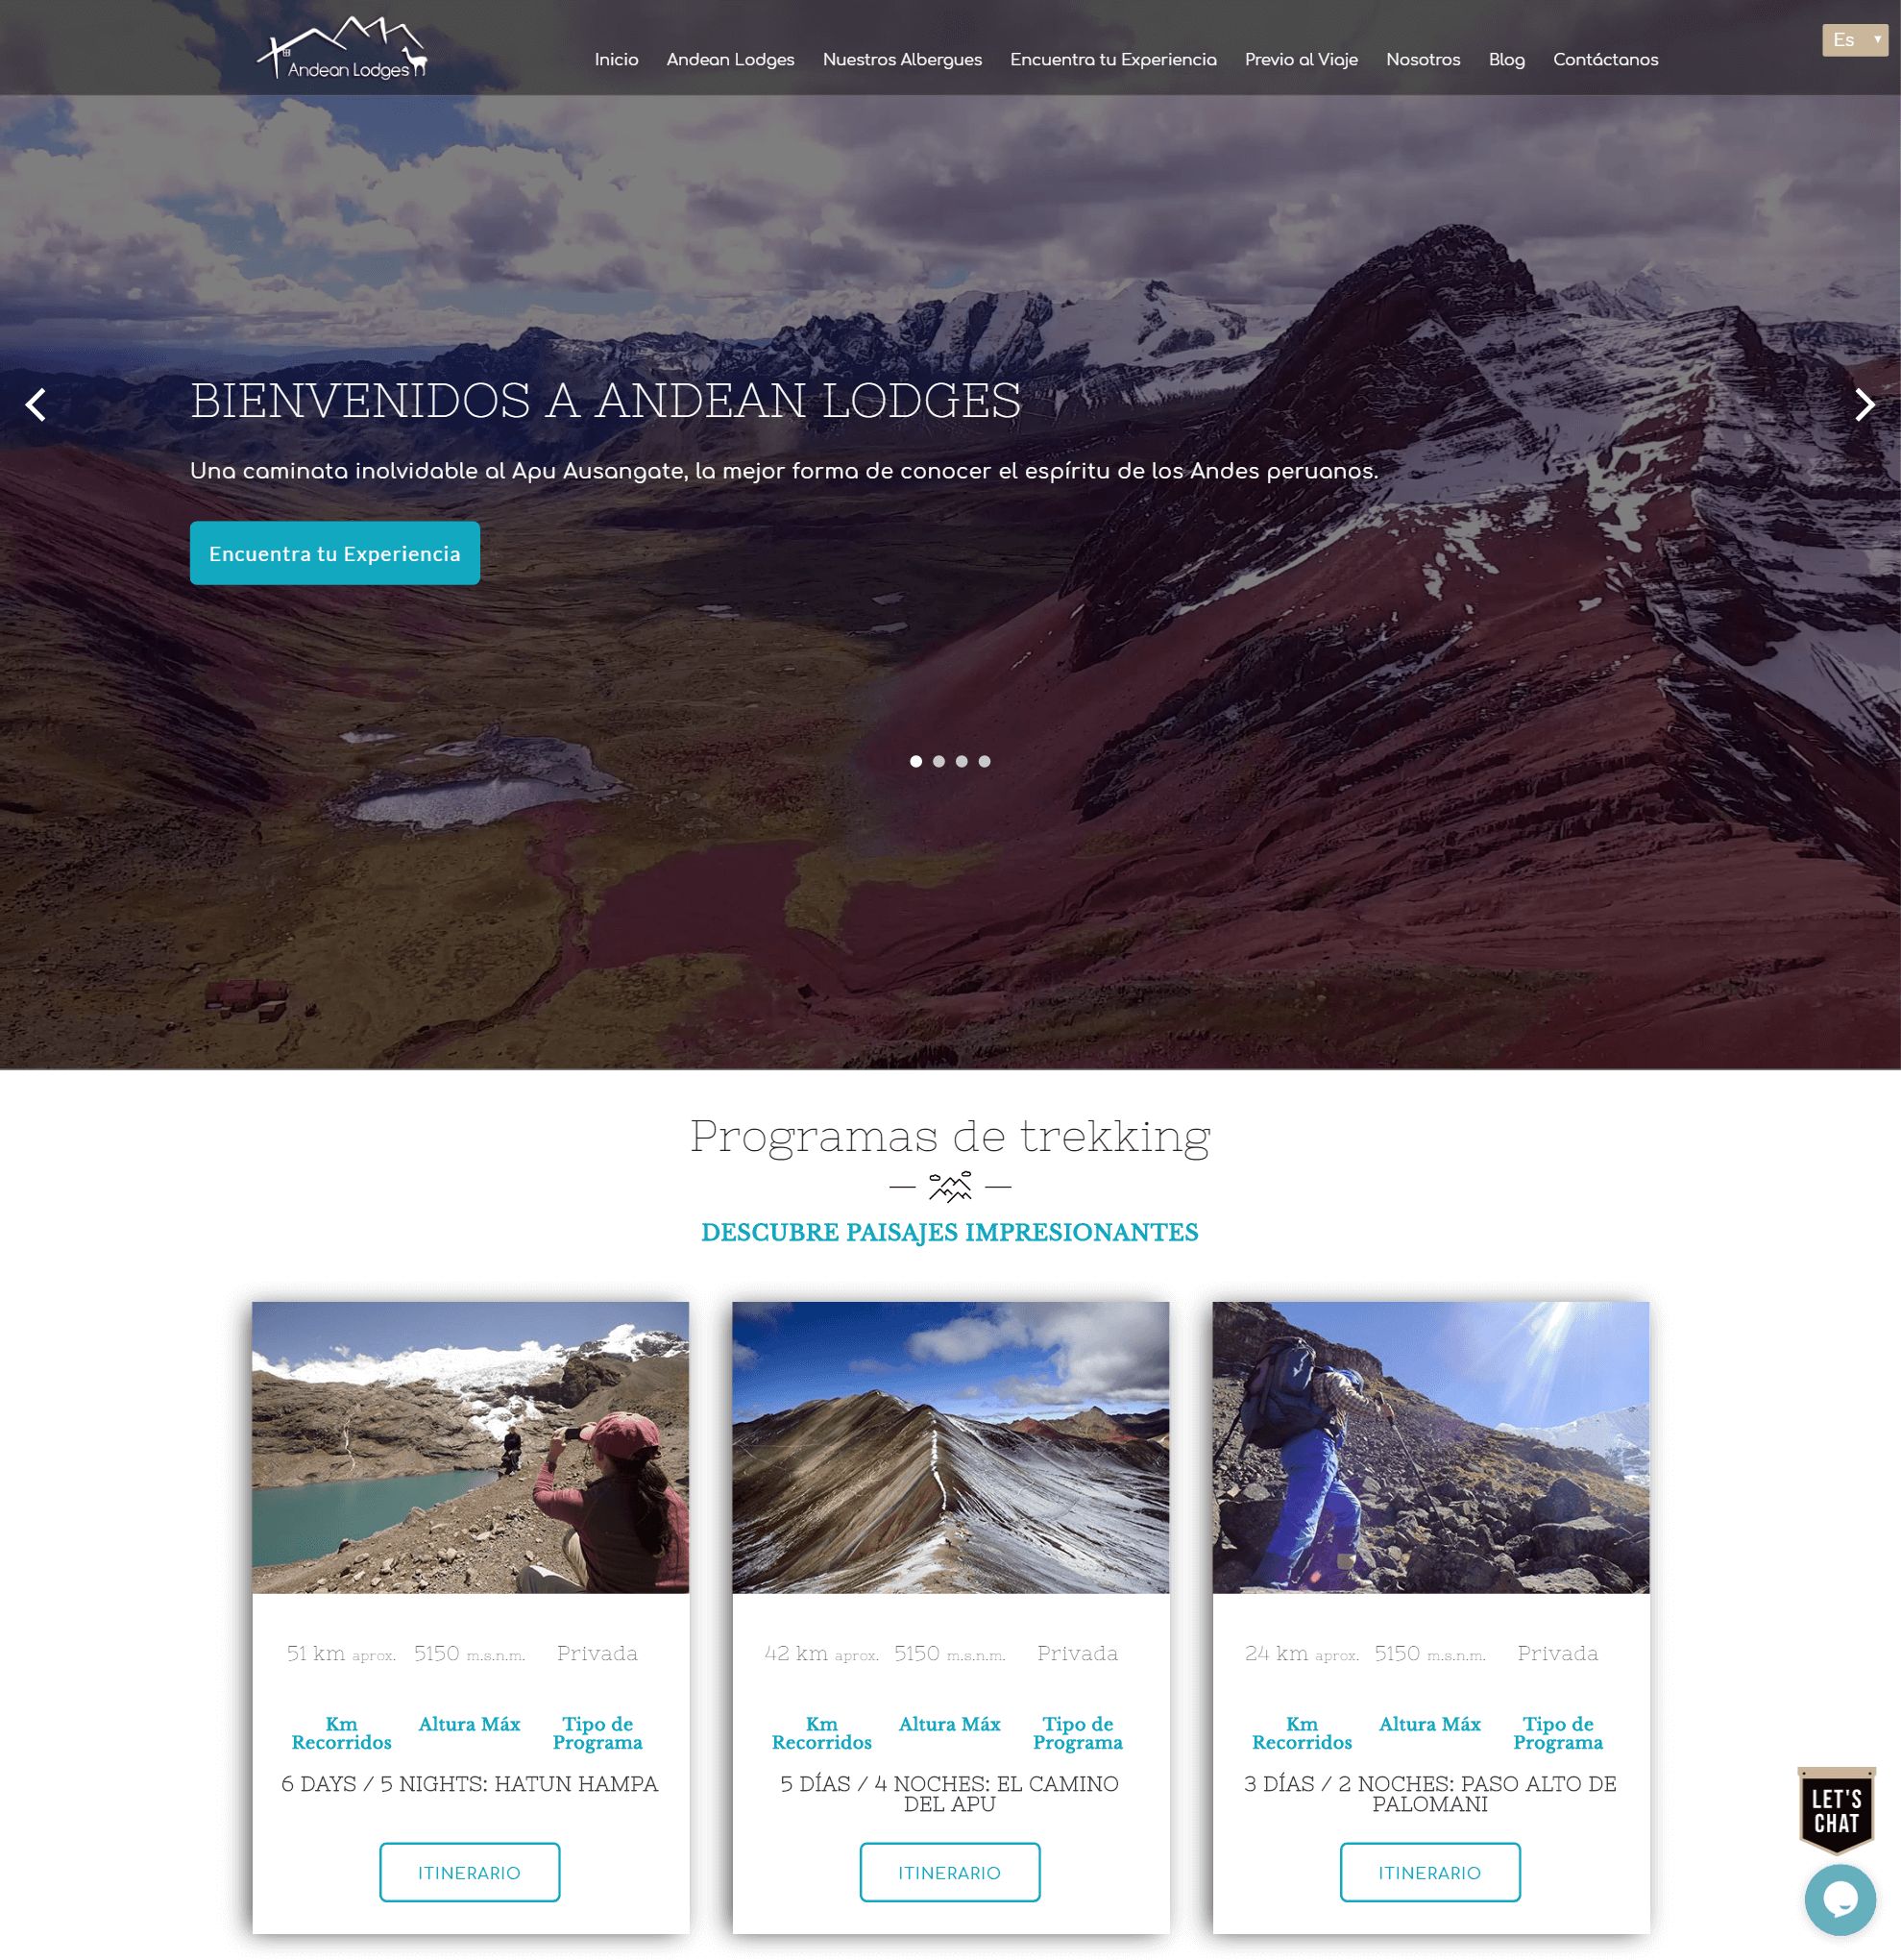 Andean Lodges
Inicio
Andean Lodges
Nuestros Albergues
Encuentra tu Experiencia
Previo al Viaje
Nosotros
Blog
Contáctanos
Es
BIENVENIDOS A ANDEAN LODGES
Una caminata inolvidable al Apu Ausangate, la mejor forma de conocer el espíritu de los Andes peruanos.
Encuentra tu Experiencia
Programas de trekking
DESCUBRE PAISAJES IMPRESIONANTES
51 km aprox.
5150 m.s.n.m.
Privada
Km
Recorridos
Altura Máx
Tipo de
Programa
6 DAYS / 5 NIGHTS: HATUN HAMPA
ITINERARIO
42 km aprox.
5150 m.s.n.m.
Privada
Km
Recorridos
Altura Máx
Tipo de
Programa
5 DÍAS / 4 NOCHES: EL CAMINO
DEL APU
ITINERARIO
24 km aprox.
5150 m.s.n.m.
Privada
Km
Recorridos
Altura Máx
Tipo de
Programa
3 DÍAS / 2 NOCHES: PASO ALTO DE
PALOMANI
ITINERARIO
LET'S
CHAT